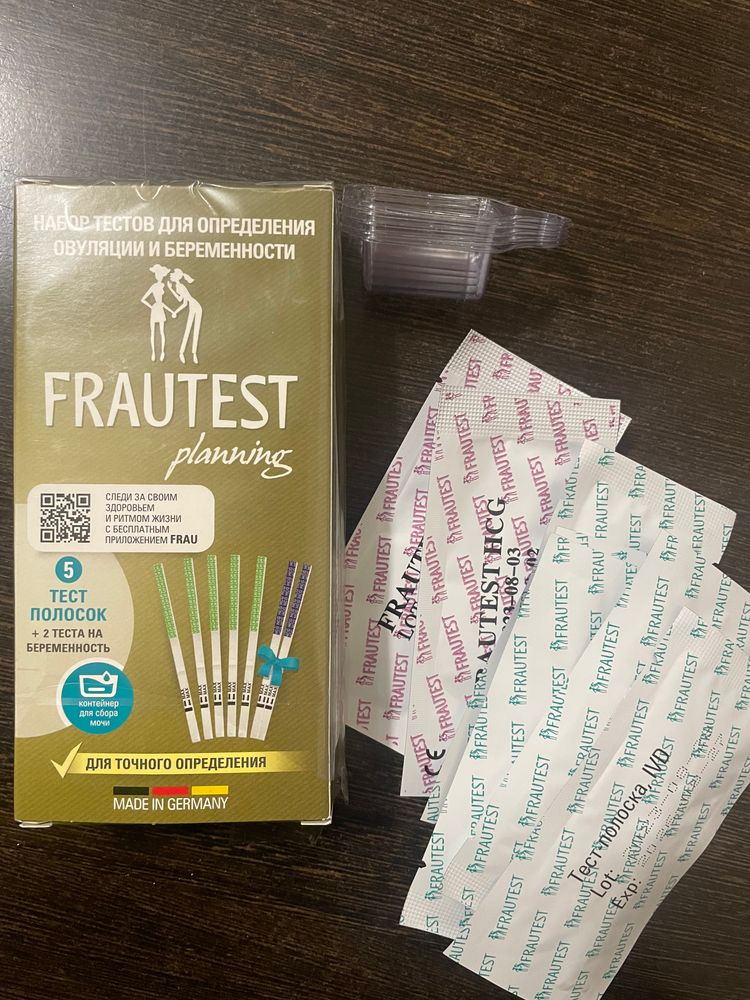 НАБОР ТЕСТОВ ДЛЯ ОПРЕДЕЛЕНИЯ
ОВУЛЯЦИИ И БЕРЕМЕННОСТИ
FRAUTEST
planning
СЛЕДИ ЗА СВОИМ
ЗДОРОВЬЕМ
И РИТМОМ ЖИЗНИ
С БЕСПЛАТНЫМ
ПРИЛОЖЕНИЕМ FRAU
5
ТЕСТ
ПОЛОСОК
+ 2 ТЕСТА НА
БЕРЕМЕННОСТЬ
контейнер
для сбора
мочи
ДЛЯ ТОЧНОГО ОПРЕДЕЛЕНИЯ
MADE IN GERMANY
FRAUTEST
FRAUTEST HCG
CE
FRAUTEST
Тест-полоска, IVD
Lot:
Exp: